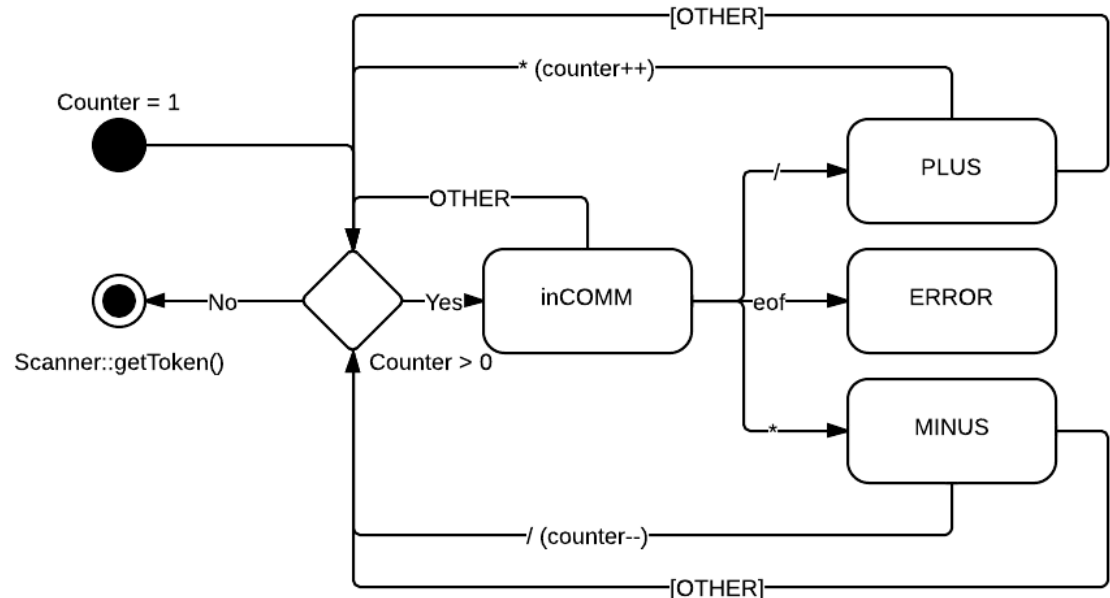 [OTHER]
* (counter++)
Counter = 1
PLUS
/
OTHER
inCOMM
ERROR
No
Yes
eof
Scanner::getToken()
Counter > 0
MINUS
*
/ (counter--)
[OTHER]